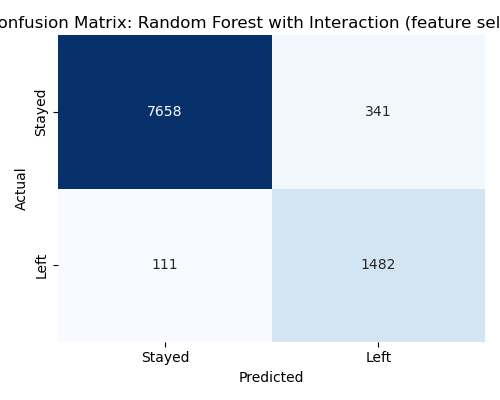 onfusion Matrix: Random Forest with Interaction (feature sel
Stayed
7658
341
Actual
Left
111
1482
Stayed
Left
Predicted